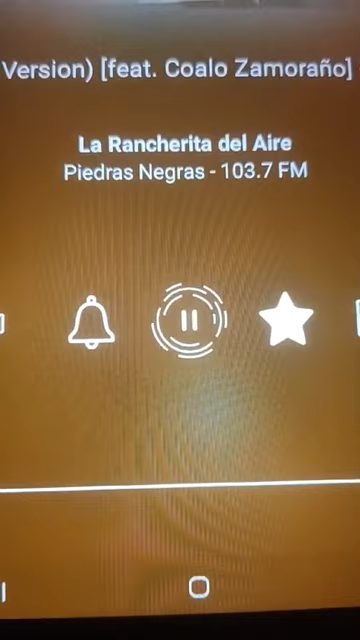 Version) [feat. Coalo Zamoraño]
La Rancherita del Aire
Piedras Negras - 103.7 FM